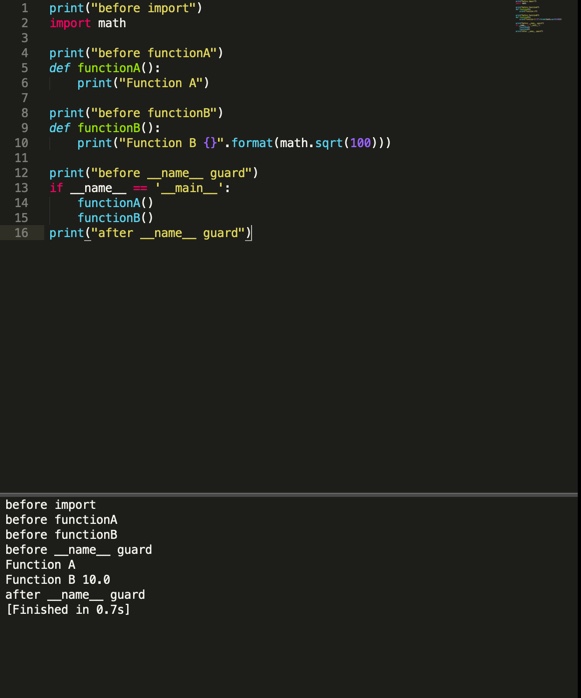 1 print("before import")
2 import math
3
4 print("before functionA")
5 def functionA():
6     print("Function A")
7
8 print("before functionB")
9 def functionB():
10     print("Function B {}".format(math.sqrt(100)))
11
12 print("before __name__ guard")
13 if __name__ == '__main__':
14     functionA()
15     functionB()
16 print("after __name__ guard")
before import
before functionA
before functionB
before __name__ guard
Function A
Function B 10.0
after __name__ guard
[Finished in 0.7s]